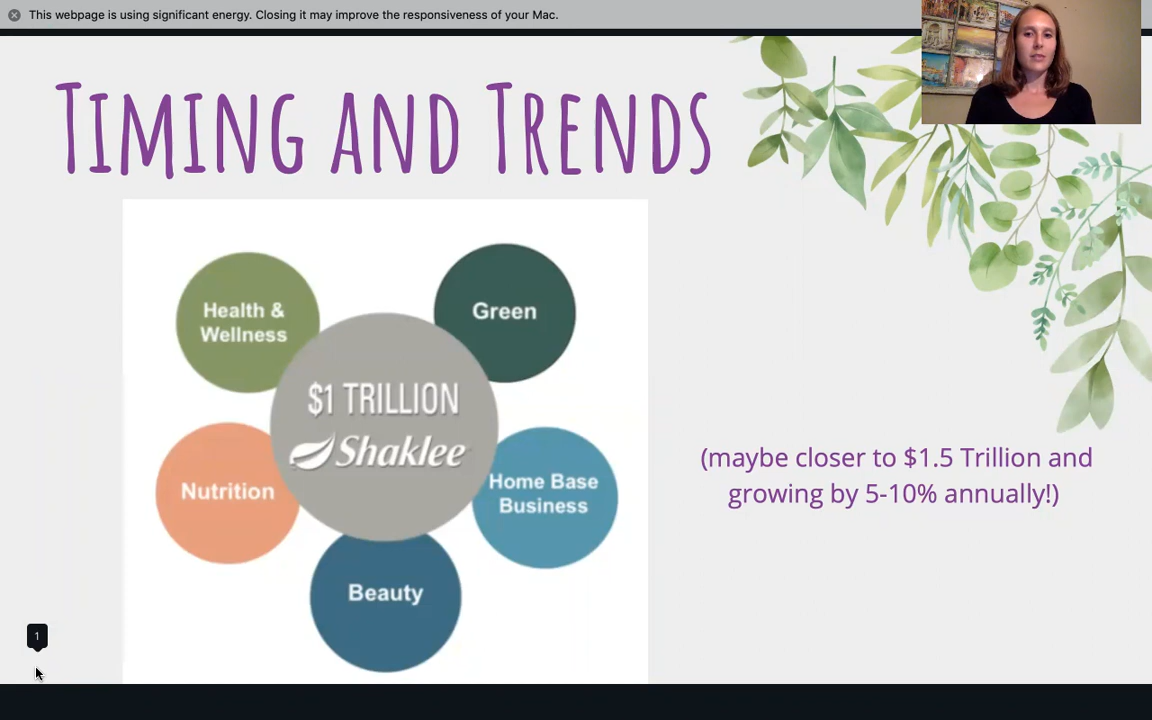 This webpage is using significant energy. Closing it may improve the responsiveness of your Mac.
Timing and Trends
Health &
Wellness
Green
$1 TRILLION
Shaklee
Nutrition
Home Base
Business
Beauty
(maybe closer to $1.5 Trillion and
growing by 5-10% annually!)
1